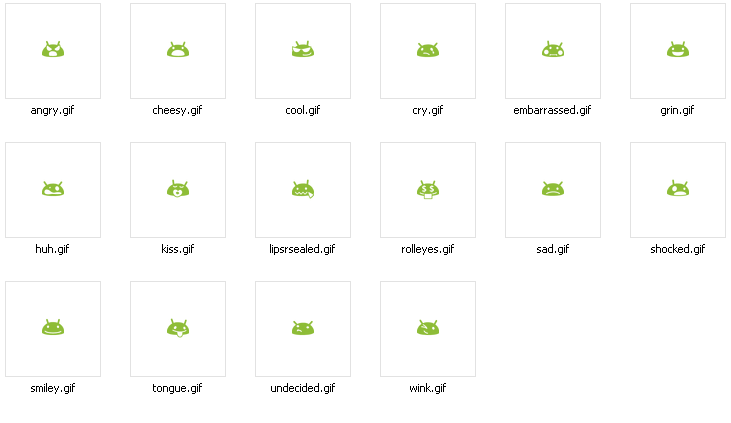 angry.gif cheesy.gif cool.gif cry.gif embarrassed.gif grin.gif
huh.gif kiss.gif lipsrsealed.gif rolleyes.gif sad.gif shocked.gif
smiley.gif tongue.gif undecided.gif wink.gif